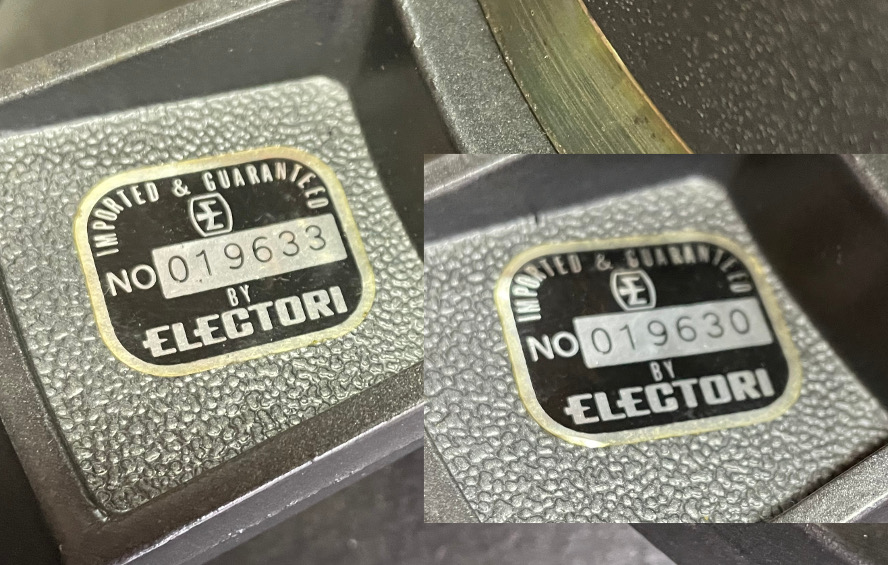 IMPORTED & GUARANTEED
E
NO 019633
BY
ELECTORI
IMPORTED & GUARANTEED
E
NO 019630
BY
ELECTORI